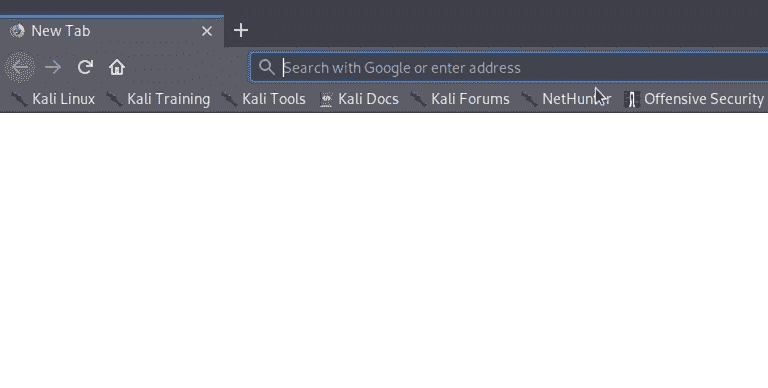 New Tab
Search with Google or enter address
Kali Linux Kali Training Kali Tools Kali Docs Kali Forums NetHunter Offensive Security